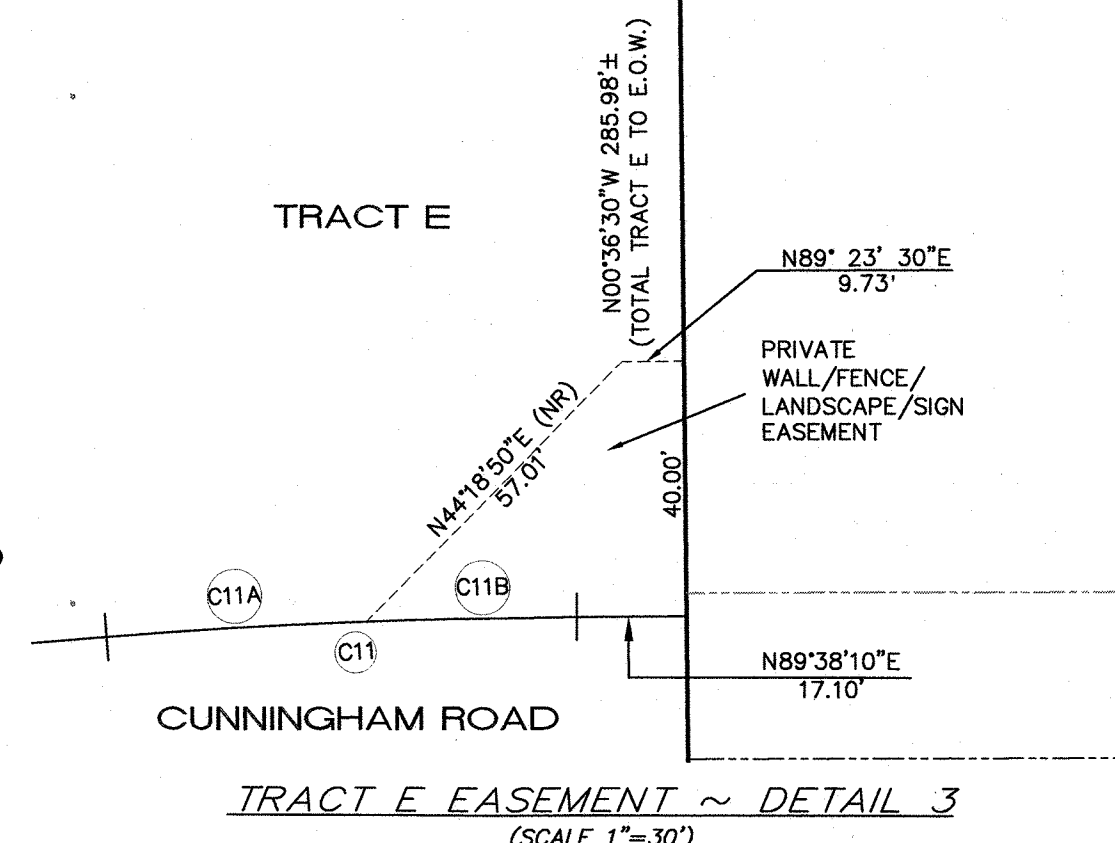 N00°36'30"W 285.98'±
(TOTAL TRACT E TO E.O.W.)
TRACT E
N89° 23' 30"E
9.73'
PRIVATE
WALL/FENCE/
LANDSCAPE/SIGN
EASEMENT
N44°18'50"E (NR)
57.01'
40.00'
C11A
C11B
C11
N89°38'10"E
17.10'
CUNNINGHAM ROAD
TRACT E EASEMENT ~ DETAIL 3
(SCALE 1"=30')